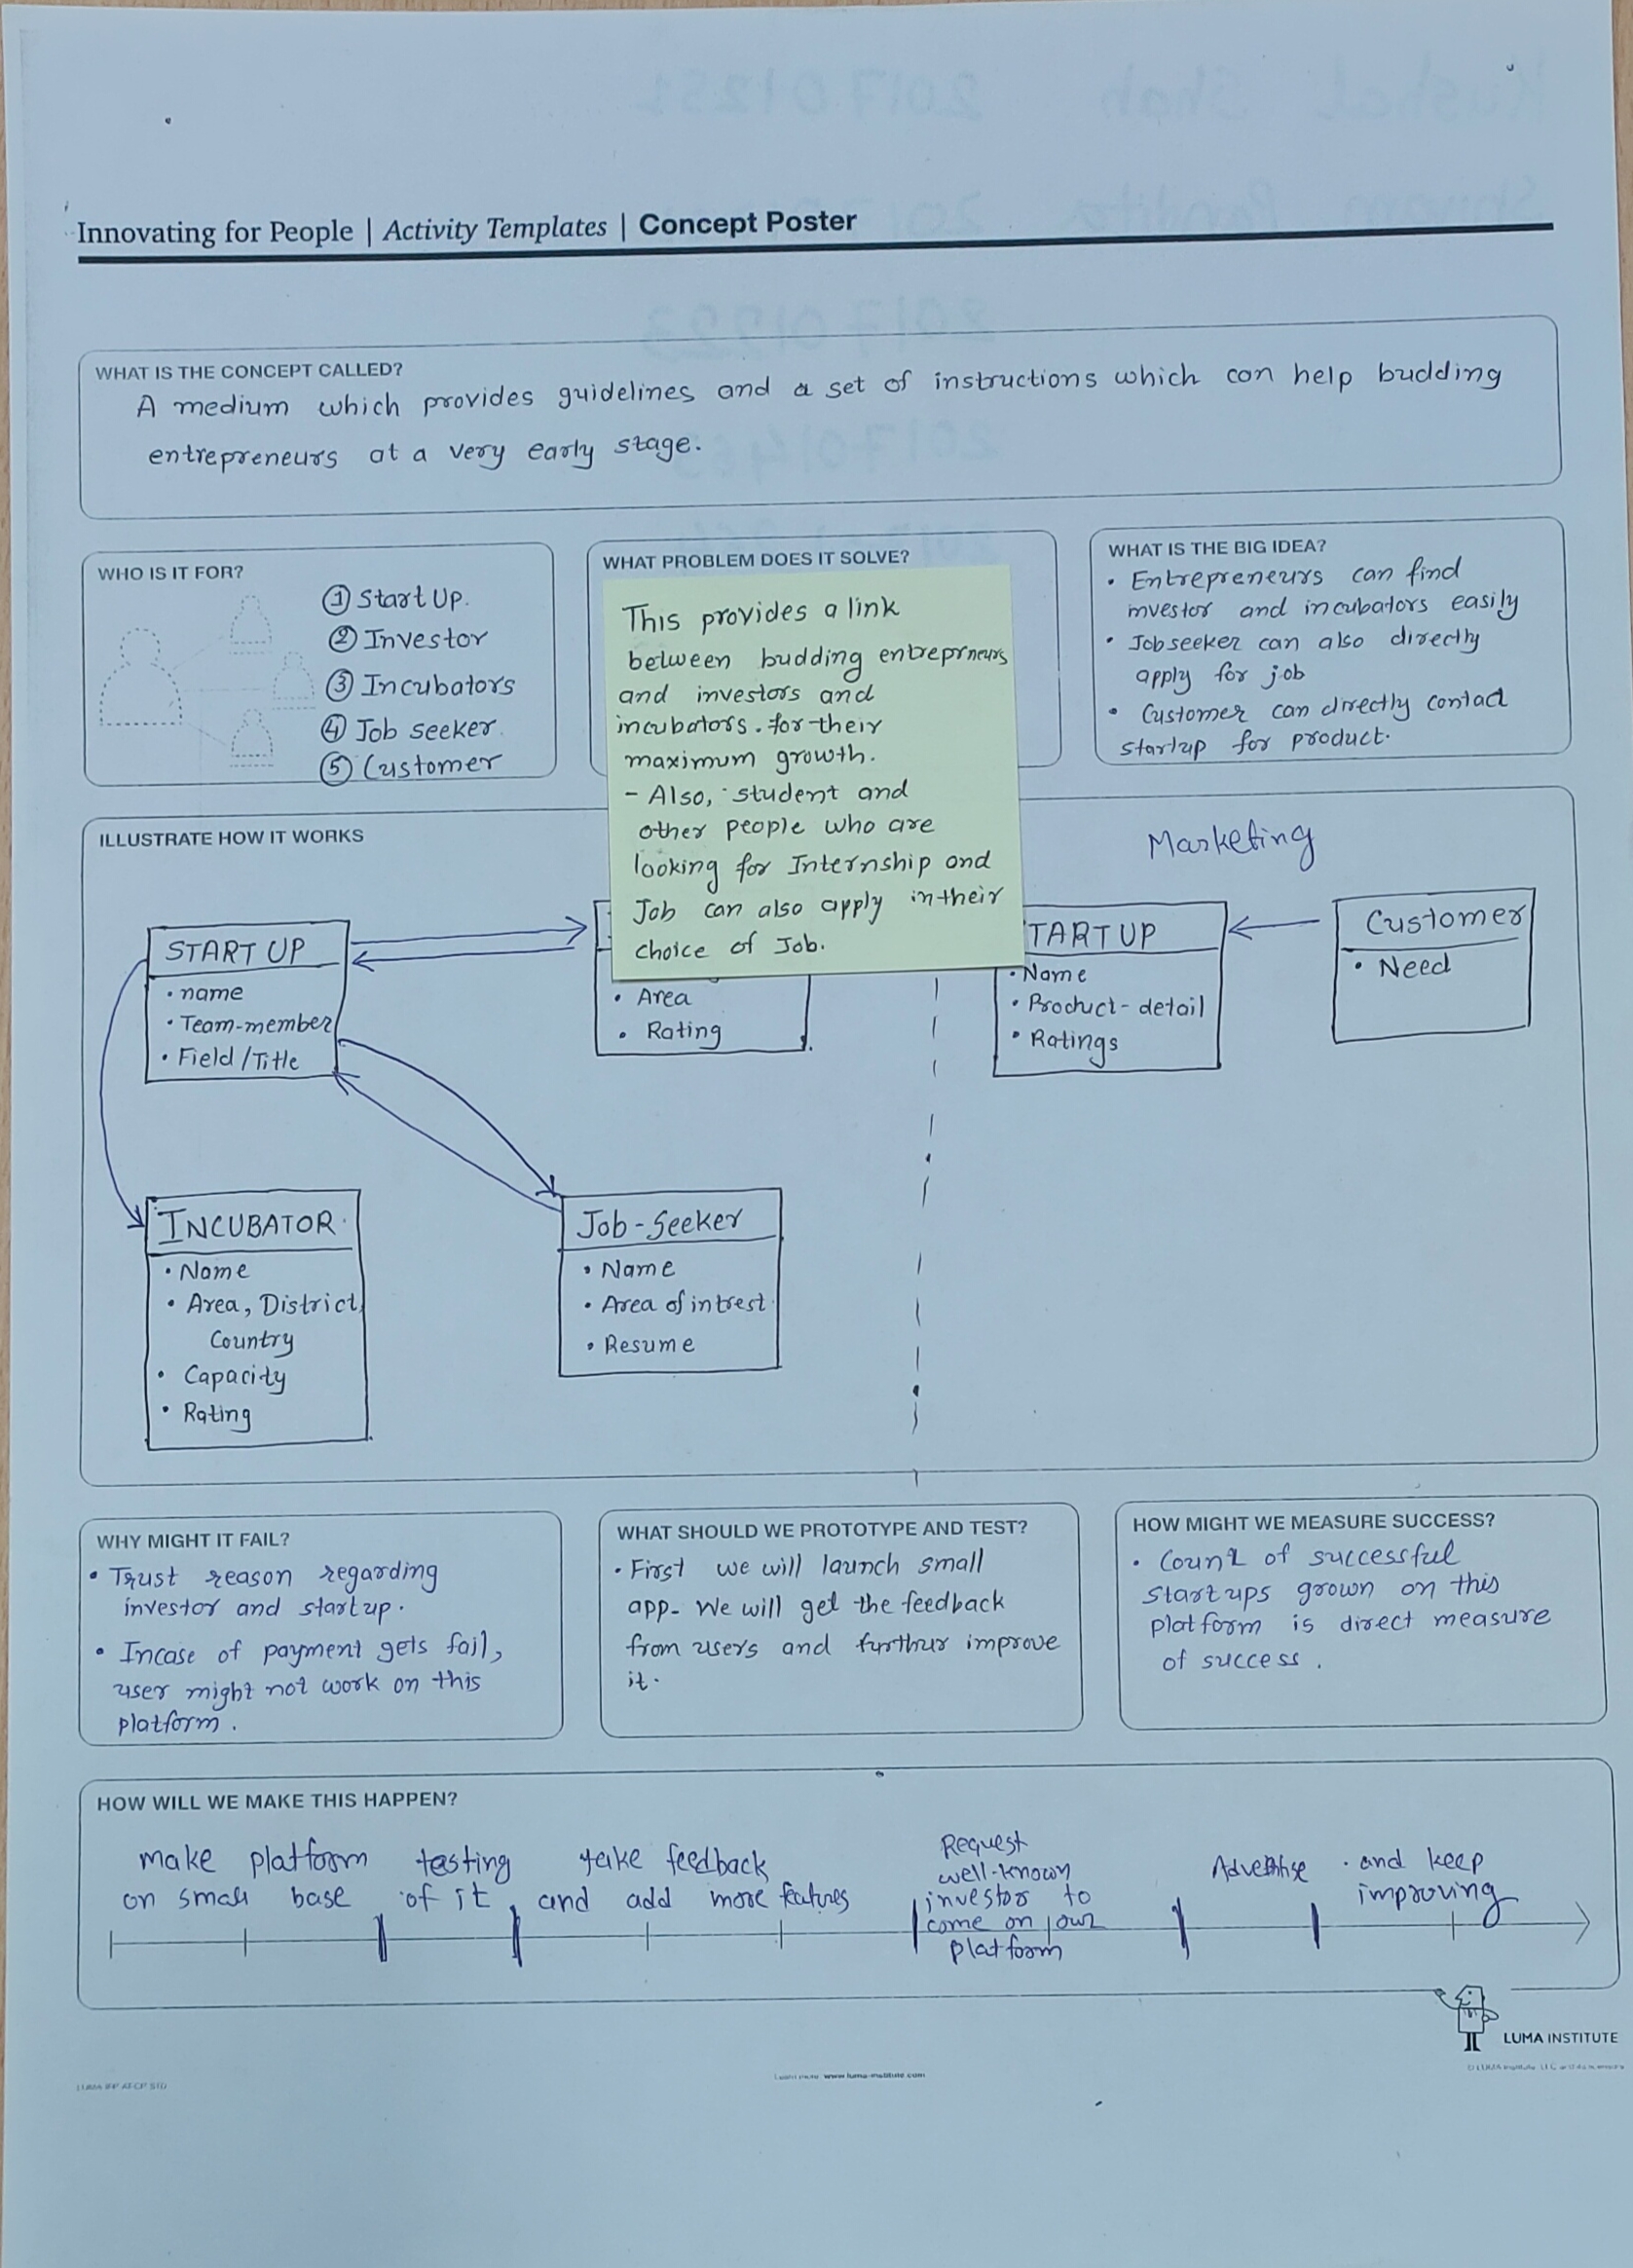 Innovating for People | Activity Templates | Concept Poster
WHAT IS THE CONCEPT CALLED?
A medium which provides guidelines and a set of instructions which can help budding
entrepreneurs at a very early stage.
WHO IS IT FOR?
① Start Up.
② Investor
③ Incubators
④ Job seeker
⑤ Customer
WHAT PROBLEM DOES IT SOLVE?
This provides a link
between budding entreprneurs
and investors and
incubators. for their
maximum growth.
- Also, student and
other people who are
looking for Internship and
Job can also apply in their
choice of Job.
WHAT IS THE BIG IDEA?
• Entrepreneurs can find
investor and incubators easily
• Jobseeker can also directly
apply for job
• Customer can directly contact
startup for product.
ILLUSTRATE HOW IT WORKS
START UP
• name
• Team-member
• Field/Title
• Area
• Rating
INCUBATOR
• Name
• Area, District,
Country
• Capacity
• Rating
Job-Seeker
• Name
• Area of intrest
• Resume
Marketing
TART UP
• Name
• Product-detail
• Ratings
Customer
• Need
WHY MIGHT IT FAIL?
• Trust reason regarding
investor and startup.
• Incase of payment gets fail,
user might not work on this
platform.
WHAT SHOULD WE PROTOTYPE AND TEST?
• First we will launch small
app- We will get the feedback
from users and furthur improve
it.
HOW MIGHT WE MEASURE SUCCESS?
• Count of successful
startups grown on this
platform is direct measure
of success.
HOW WILL WE MAKE THIS HAPPEN?
make platform
on small base
testing
of it
take feedback
and add more features
Request
well-known
investor to
come on our
platform
Advertise
and keep
improving
LUMA INSTITUTE
Learn more: www.luma-institute.com